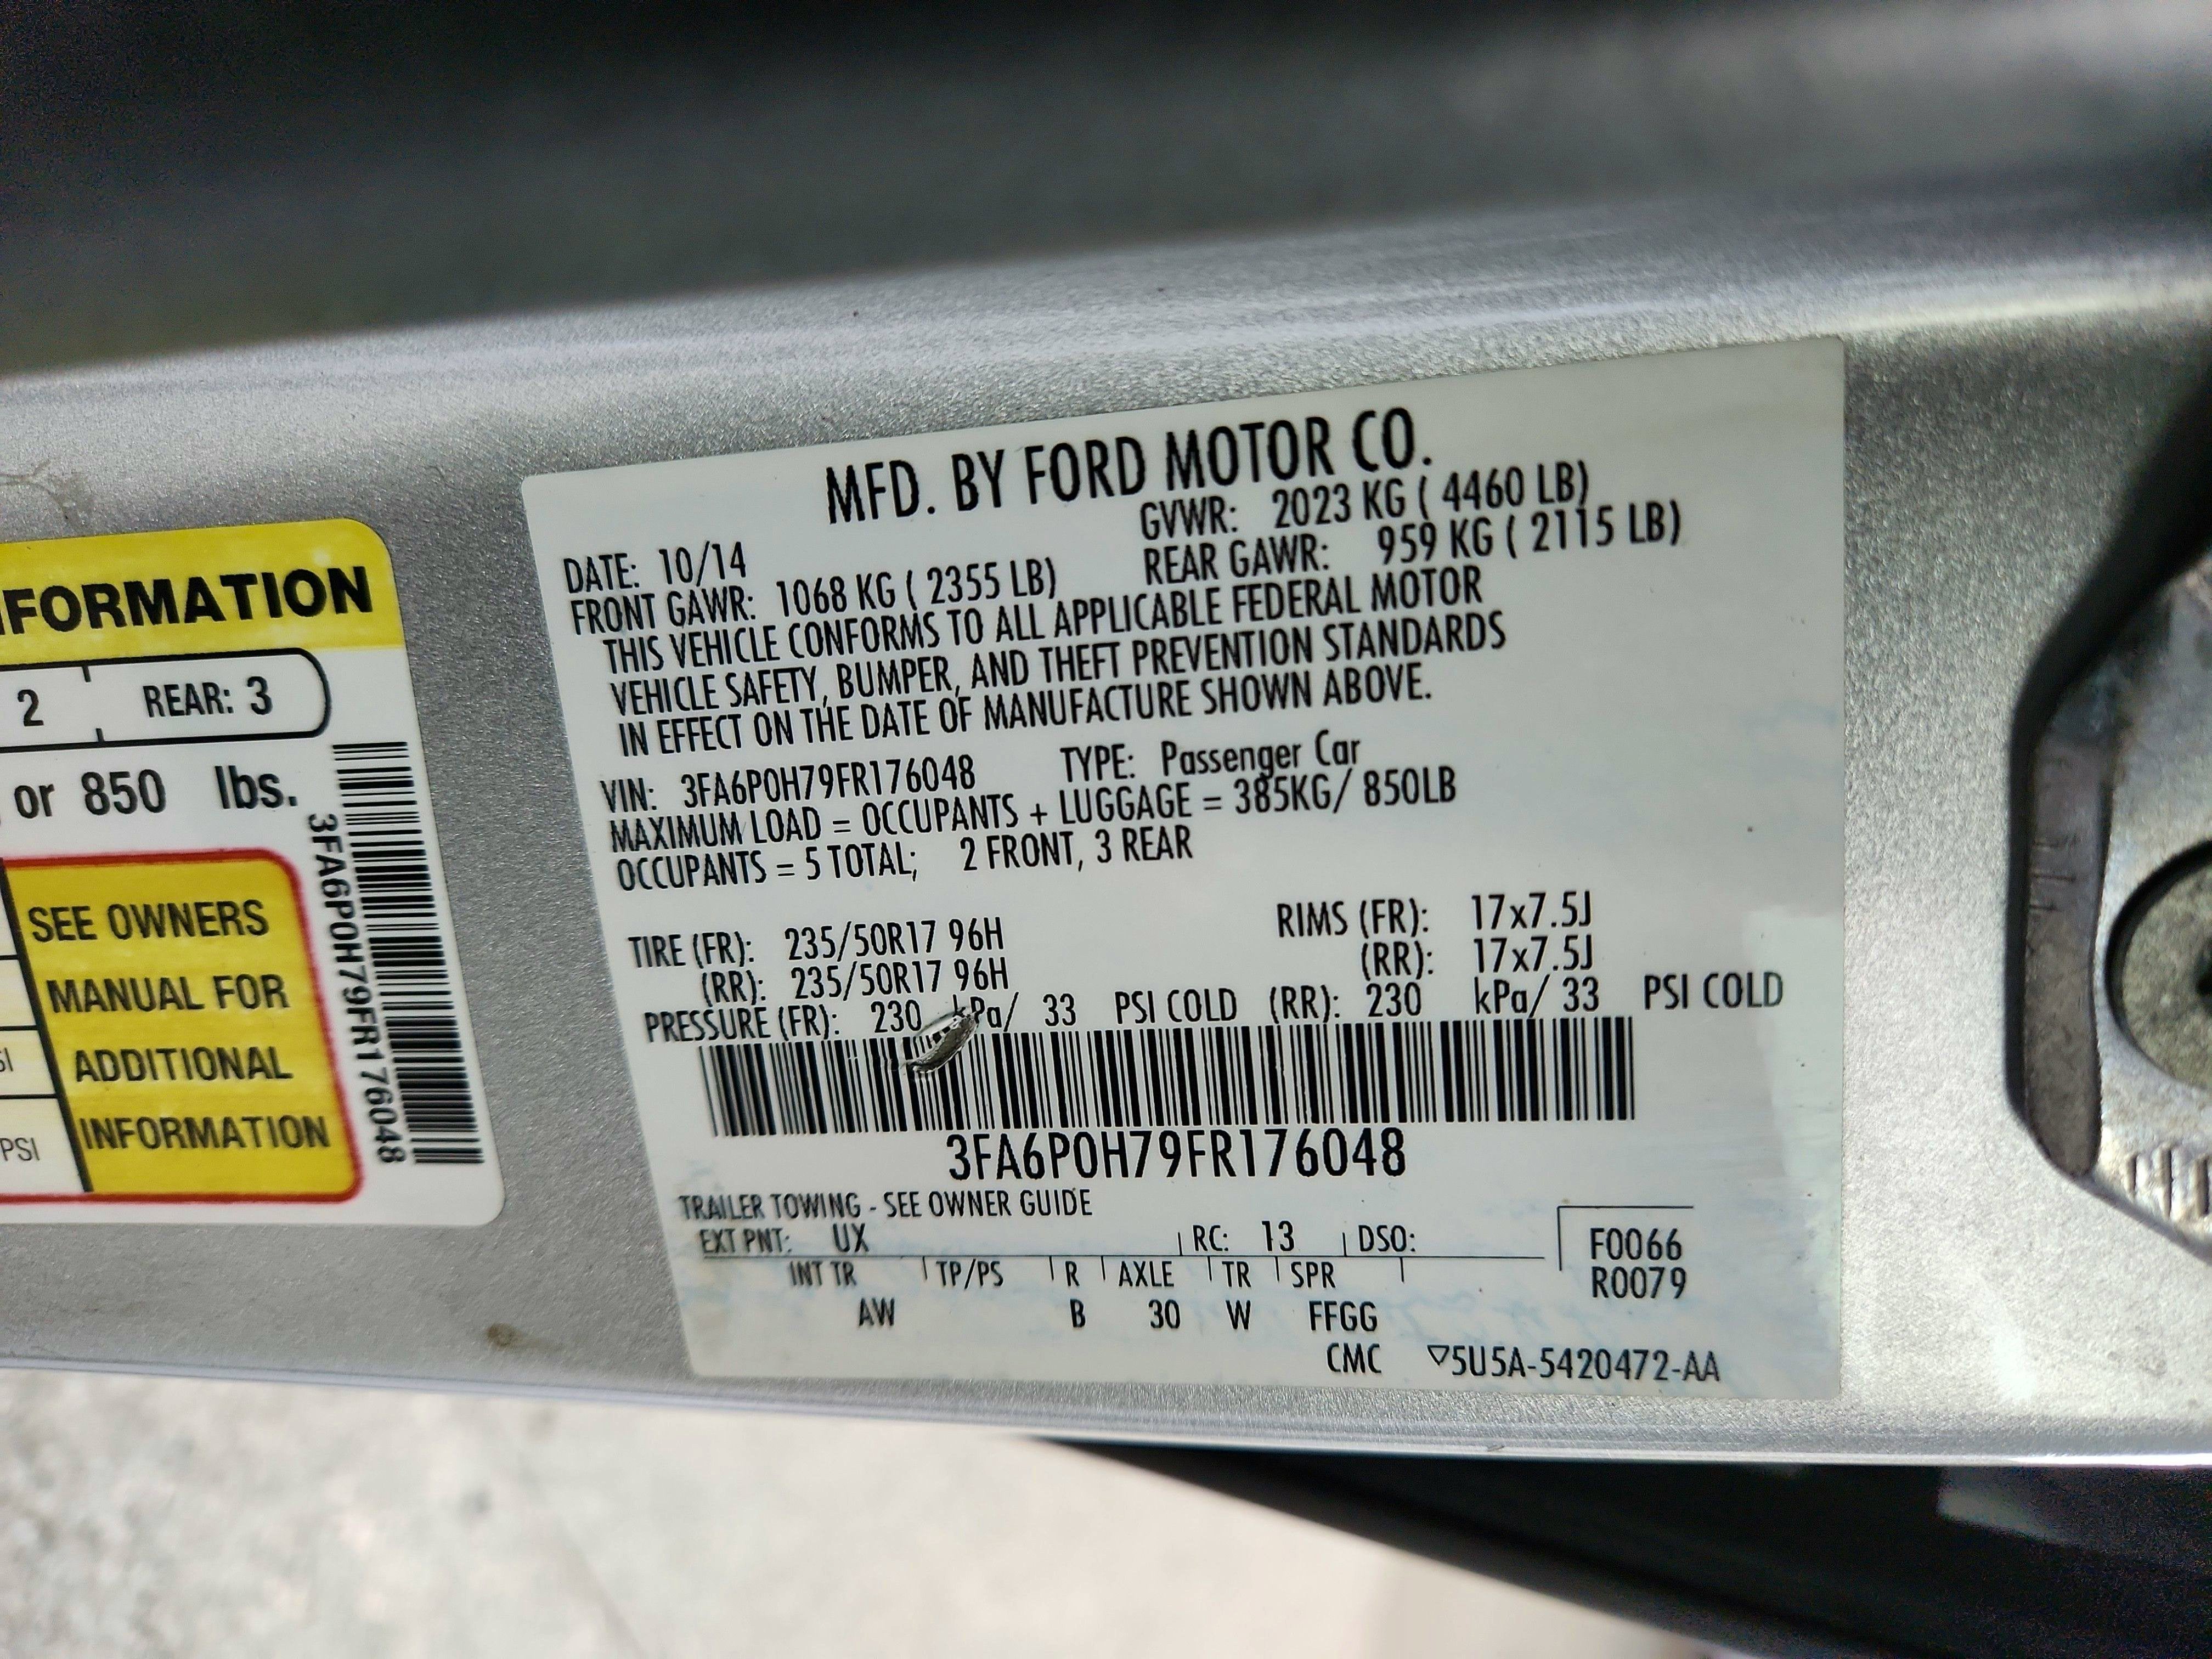 MFD. BY FORD MOTOR CO.
DATE: 10/14 GVWR: 2023 KG ( 4460 LB)
FRONT GAWR: 1068 KG ( 2355 LB) REAR GAWR: 959 KG ( 2115 LB)
THIS VEHICLE CONFORMS TO ALL APPLICABLE FEDERAL MOTOR
VEHICLE SAFETY, BUMPER, AND THEFT PREVENTION STANDARDS
IN EFFECT ON THE DATE OF MANUFACTURE SHOWN ABOVE.
VIN: 3FA6P0H79FR176048 TYPE: Passenger Car
MAXIMUM LOAD = OCCUPANTS + LUGGAGE = 385KG/ 850LB
OCCUPANTS = 5 TOTAL; 2 FRONT, 3 REAR
TIRE (FR): 235/50R17 96H RIMS (FR): 17x7.5J
(RR): 235/50R17 96H (RR): 17x7.5J
PRESSURE (FR): 230 kPa/ 33 PSI COLD (RR): 230 kPa/ 33 PSI COLD
3FA6P0H79FR176048
TRAILER TOWING - SEE OWNER GUIDE
EXT PNT: UX RC: 13 DSO: F0066
INT TR TP/PS R AXLE TR SPR R0079
AW B 30 W FFGG
CMC ▽5U5A-5420472-AA
NFORMATION
2 REAR: 3
or 850 lbs.
SEE OWNERS
MANUAL FOR
ADDITIONAL
INFORMATION
PSI
3FA6P0H79FR176048